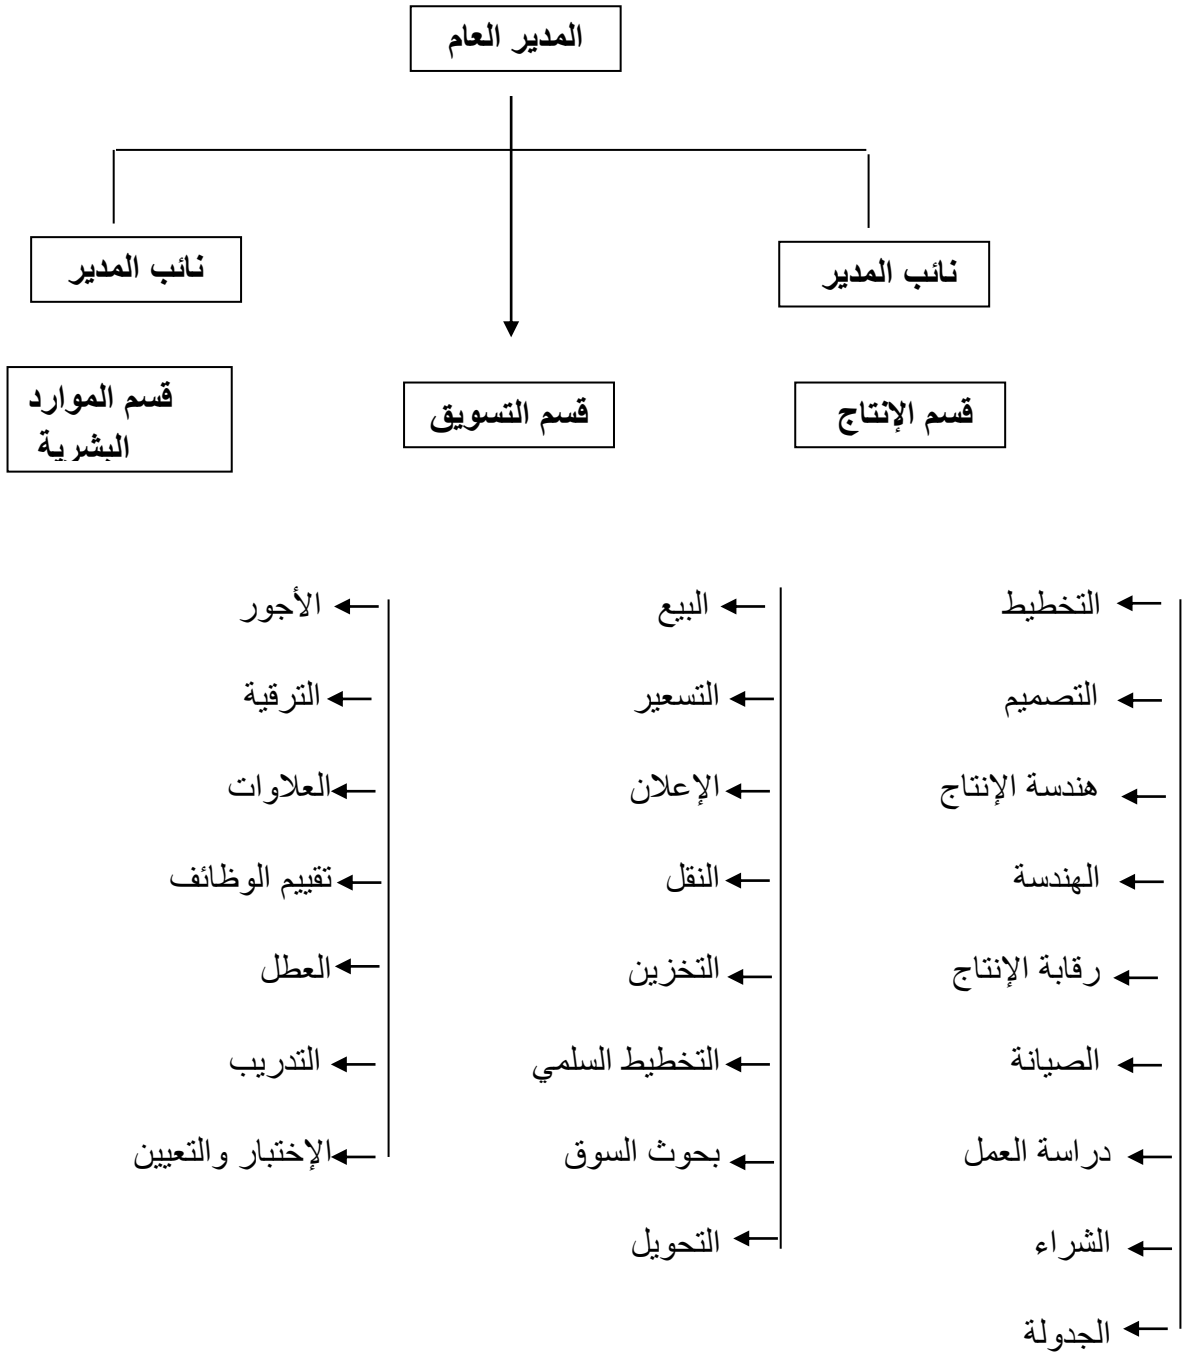 المدير العام
نائب المدير
نائب المدير
قسم الإنتاج
قسم التسويق
قسم الموارد
البشرية
التخطيط
التصميم
هندسة الإنتاج
الهندسة
رقابة الإنتاج
الصيانة
دراسة العمل
الشراء
الجدولة
البيع
التسعير
الإعلان
النقل
التخزين
التخطيط السلمي
بحوث السوق
التحويل
الأجور
الترقية
العلاوات
تقييم الوظائف
العطل
التدريب
الإختبار والتعيين